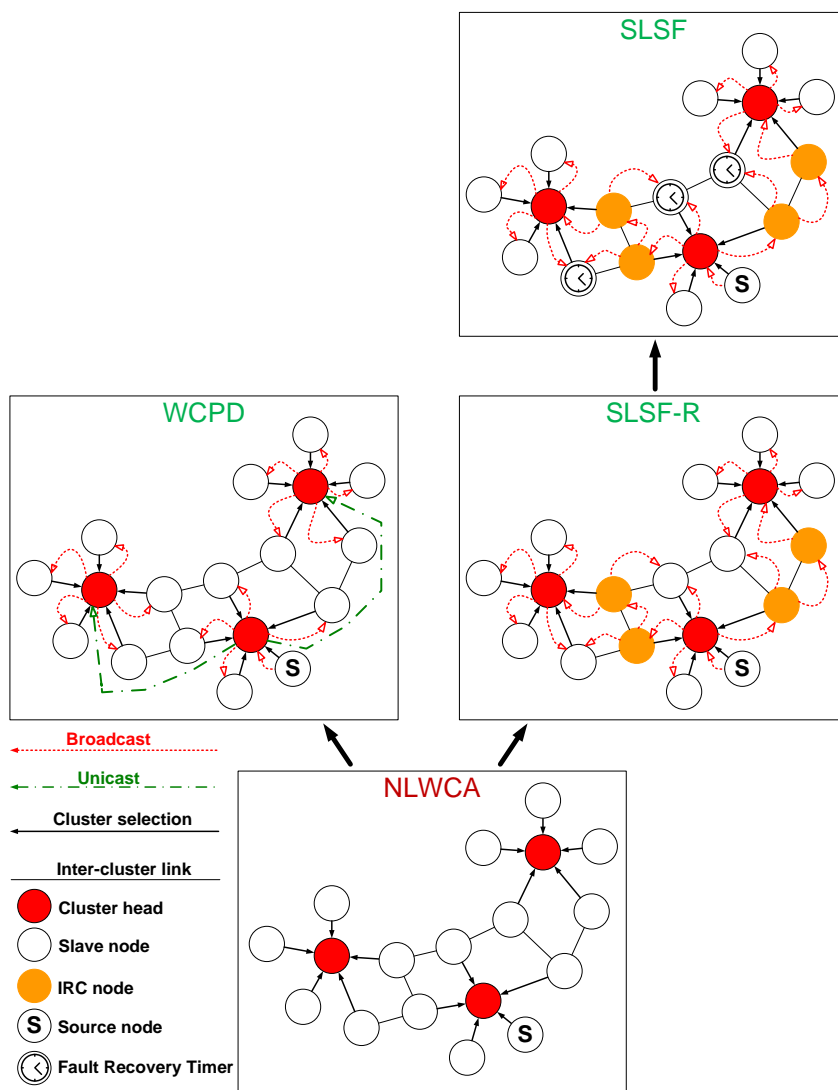 SLSF
S
WCPD
S
SLSF-R
S
Broadcast
Unicast
Cluster selection
Inter-cluster link
Cluster head
Slave node
IRC node
S
Source node
Fault Recovery Timer
NLWCA
S